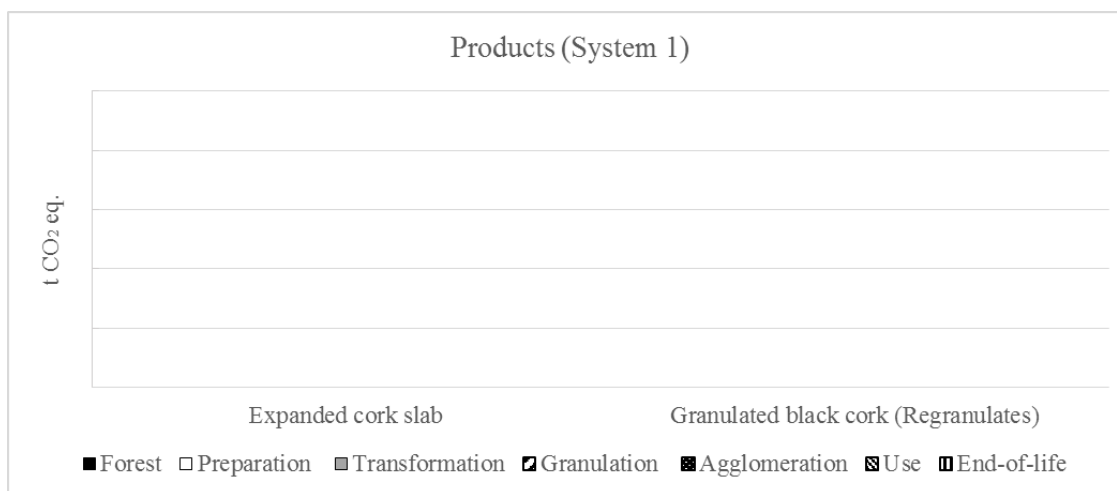 Products (System 1)
t CO₂ eq.
Expanded cork slab
Granulated black cork (Regranulates)
Forest Preparation Transformation Granulation Agglomeration Use End-of-life